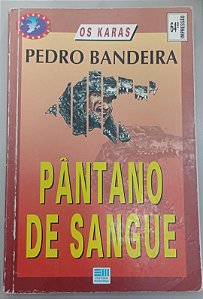 OS KARAS
PEDRO BANDEIRA
PÂNTANO
DE SANGUE